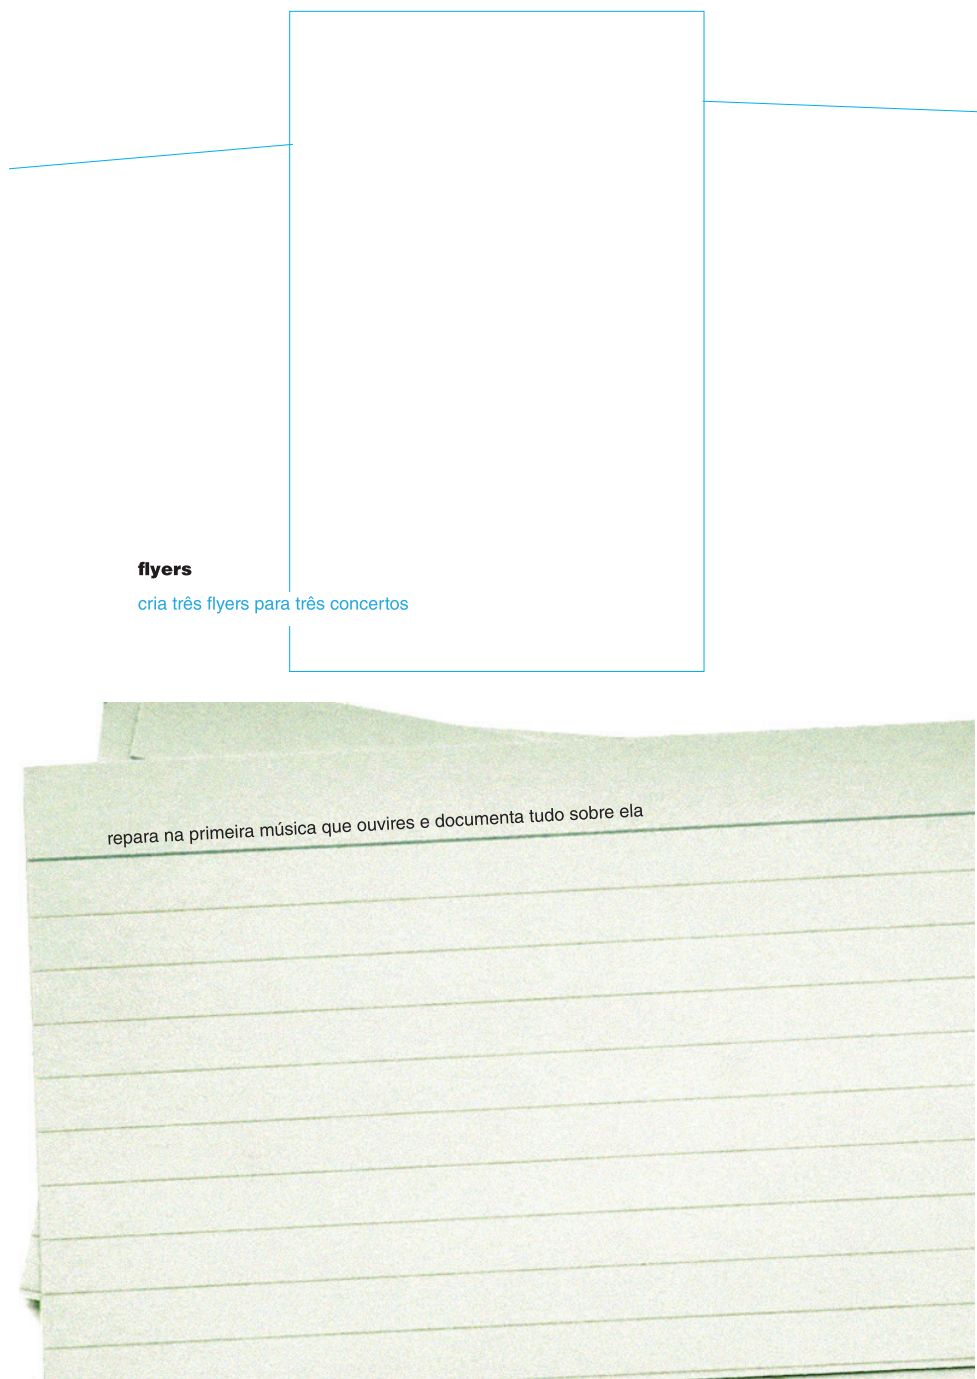 flyers
cria três flyers para três concertos
repara na primeira música que ouvires e documenta tudo sobre ela